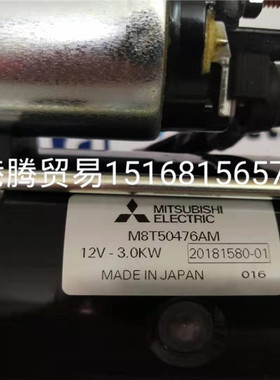 腾贸易1516815657
MITSUBISHI
ELECTRIC
M8T50476AM
12V - 3.0KW 20181580-01
MADE IN JAPAN 016